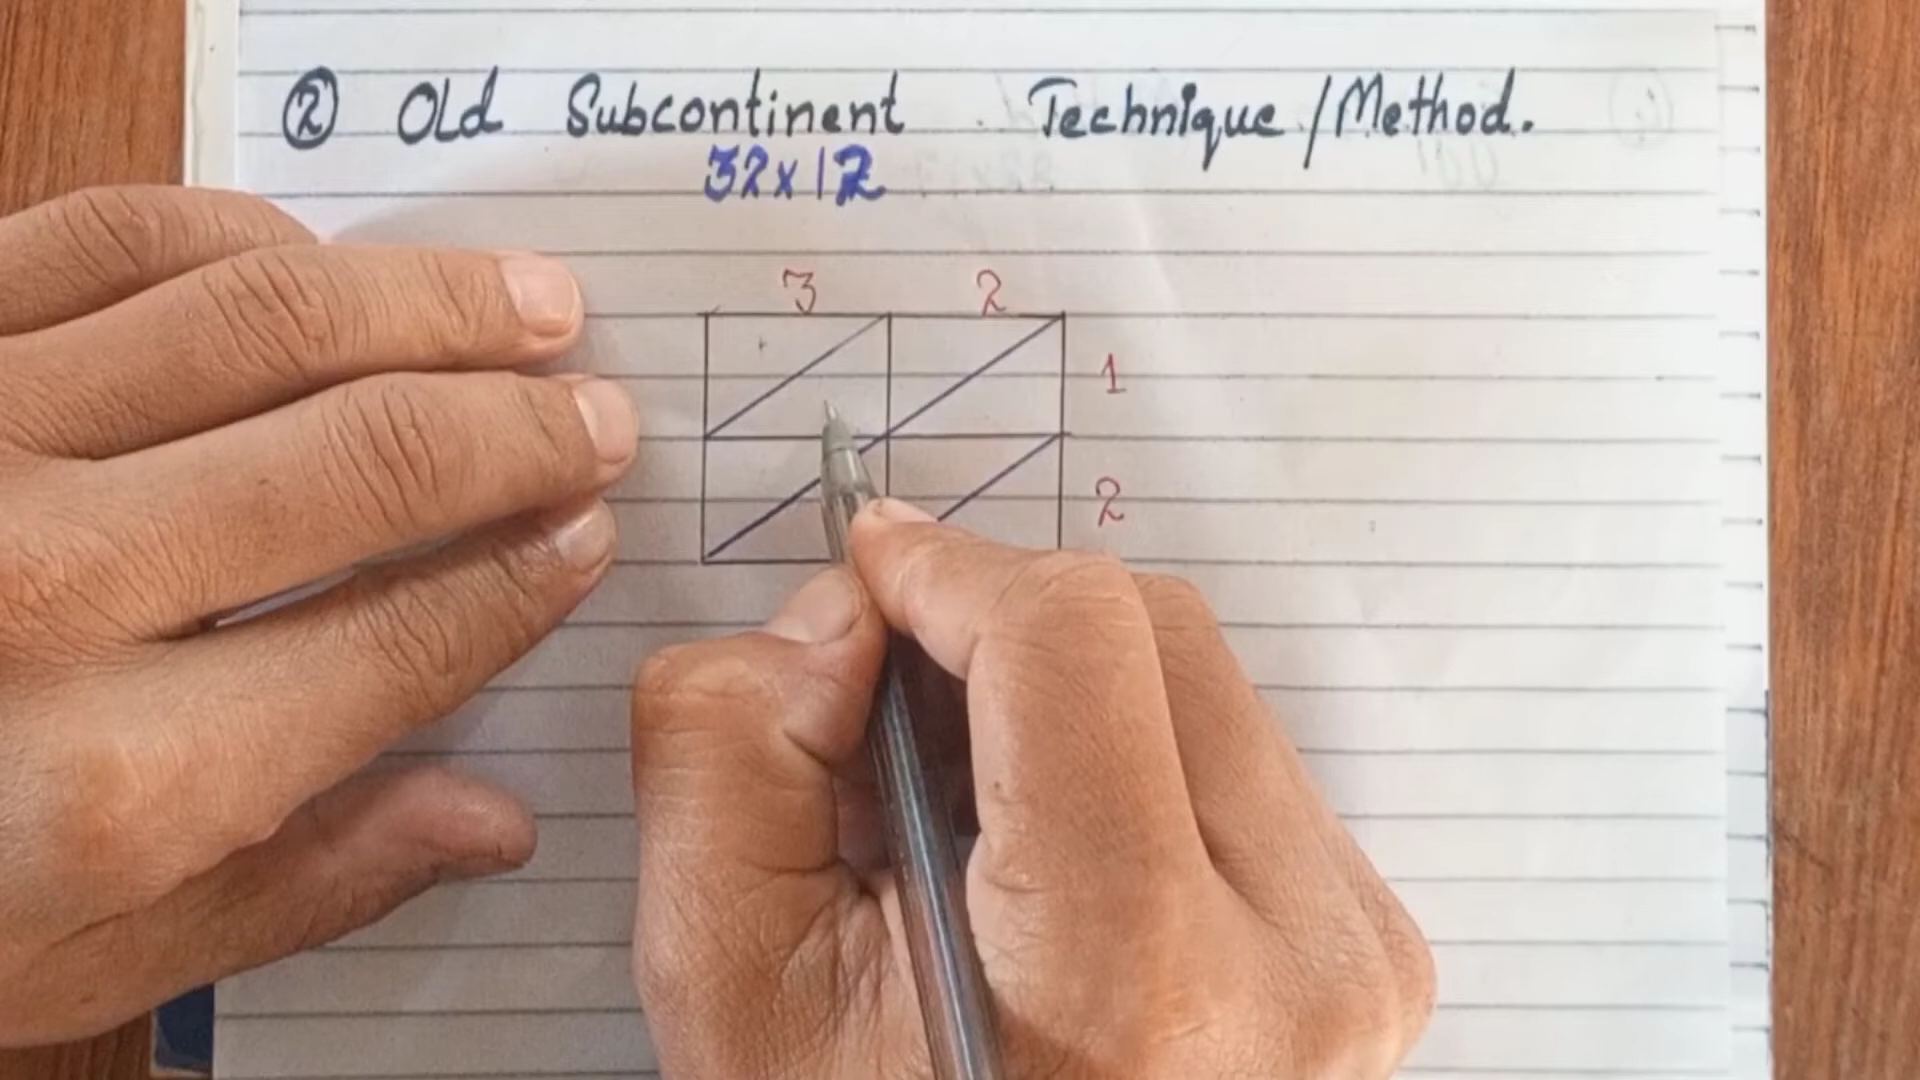 ② Old Subcontinent Technique/Method.
32x12
3 2
1
2